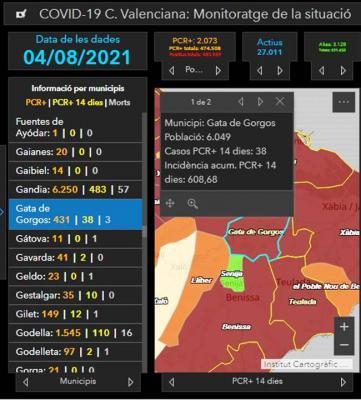 COVID-19 C. Valenciana: Monitoratge de la situació
Data de les dades
04/08/2021
PCR+: 2.073
PCR+ totals: 474.508
Actius
27.011
Altes: 3.128
Informació per municipis
PCR+ | PCR+ 14 dies | Morts
Fuentes de
Ayódar: 1 | 0 | 0
Gaianes: 20 | 0 | 0
Gaibiel: 14 | 0 | 0
Gandia: 6.250 | 483 | 57
Gata de
Gorgos: 431 | 38 | 3
Gátova: 11 | 0 | 1
Gavarda: 41 | 2 | 0
Geldo: 23 | 0 | 1
Gestalgar: 35 | 10 | 0
Gilet: 149 | 12 | 1
Godella: 1.545 | 110 | 16
Godelleta: 97 | 2 | 1
Gorga: 21 | 0 | 0
Municipis
Po...
1 de 2
Municipi: Gata de Gorgos
Població: 6.049
Casos PCR+ 14 dies: 38
Incidència acum. PCR+ 14
dies: 608,68
Xàbia / Já
Gata de Gorgos
Xaló
Llíber
Senija
Senija
Benissa
Teulada
Teulada
el Poble Nou de Be
Xaló
Benissa
Institut Cartogràfic ...
PCR+ 14 dies